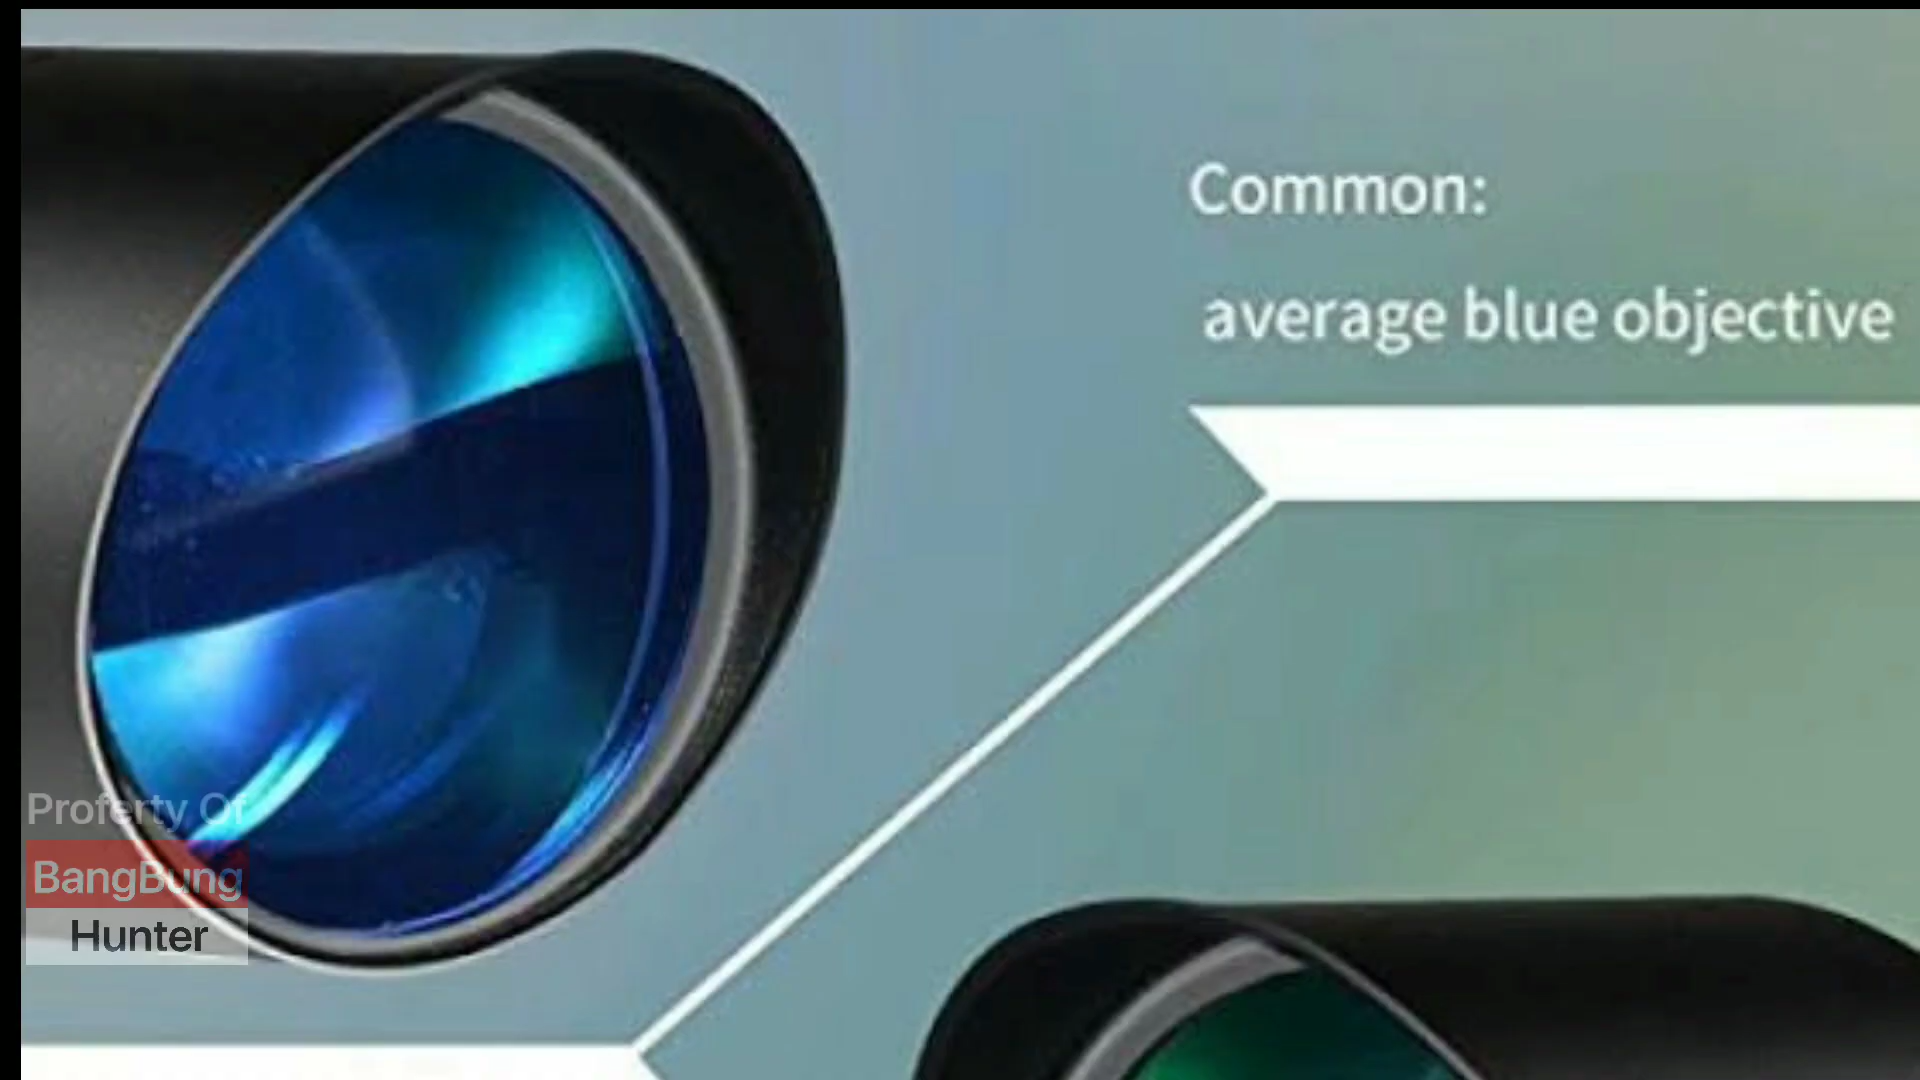 Common:
average blue objective
Proferty Of
BangBung
Hunter